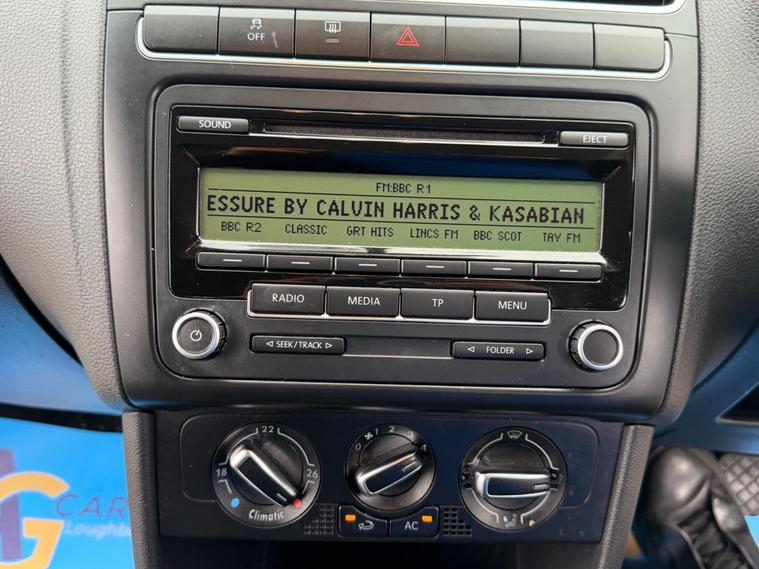 OFF
SOUND
EJECT
FM:BBC R1
ESSURE BY CALVIN HARRIS & KASABIAN
BBC R2 CLASSIC GRT HITS LINCS FM BBC SCOT TAY FM
RADIO MEDIA TP MENU
◁ SEEK/TRACK ▷
◁ FOLDER ▷
22
18 26
Climatic
0 1 2 3 4
AC
G CAR
Loughb